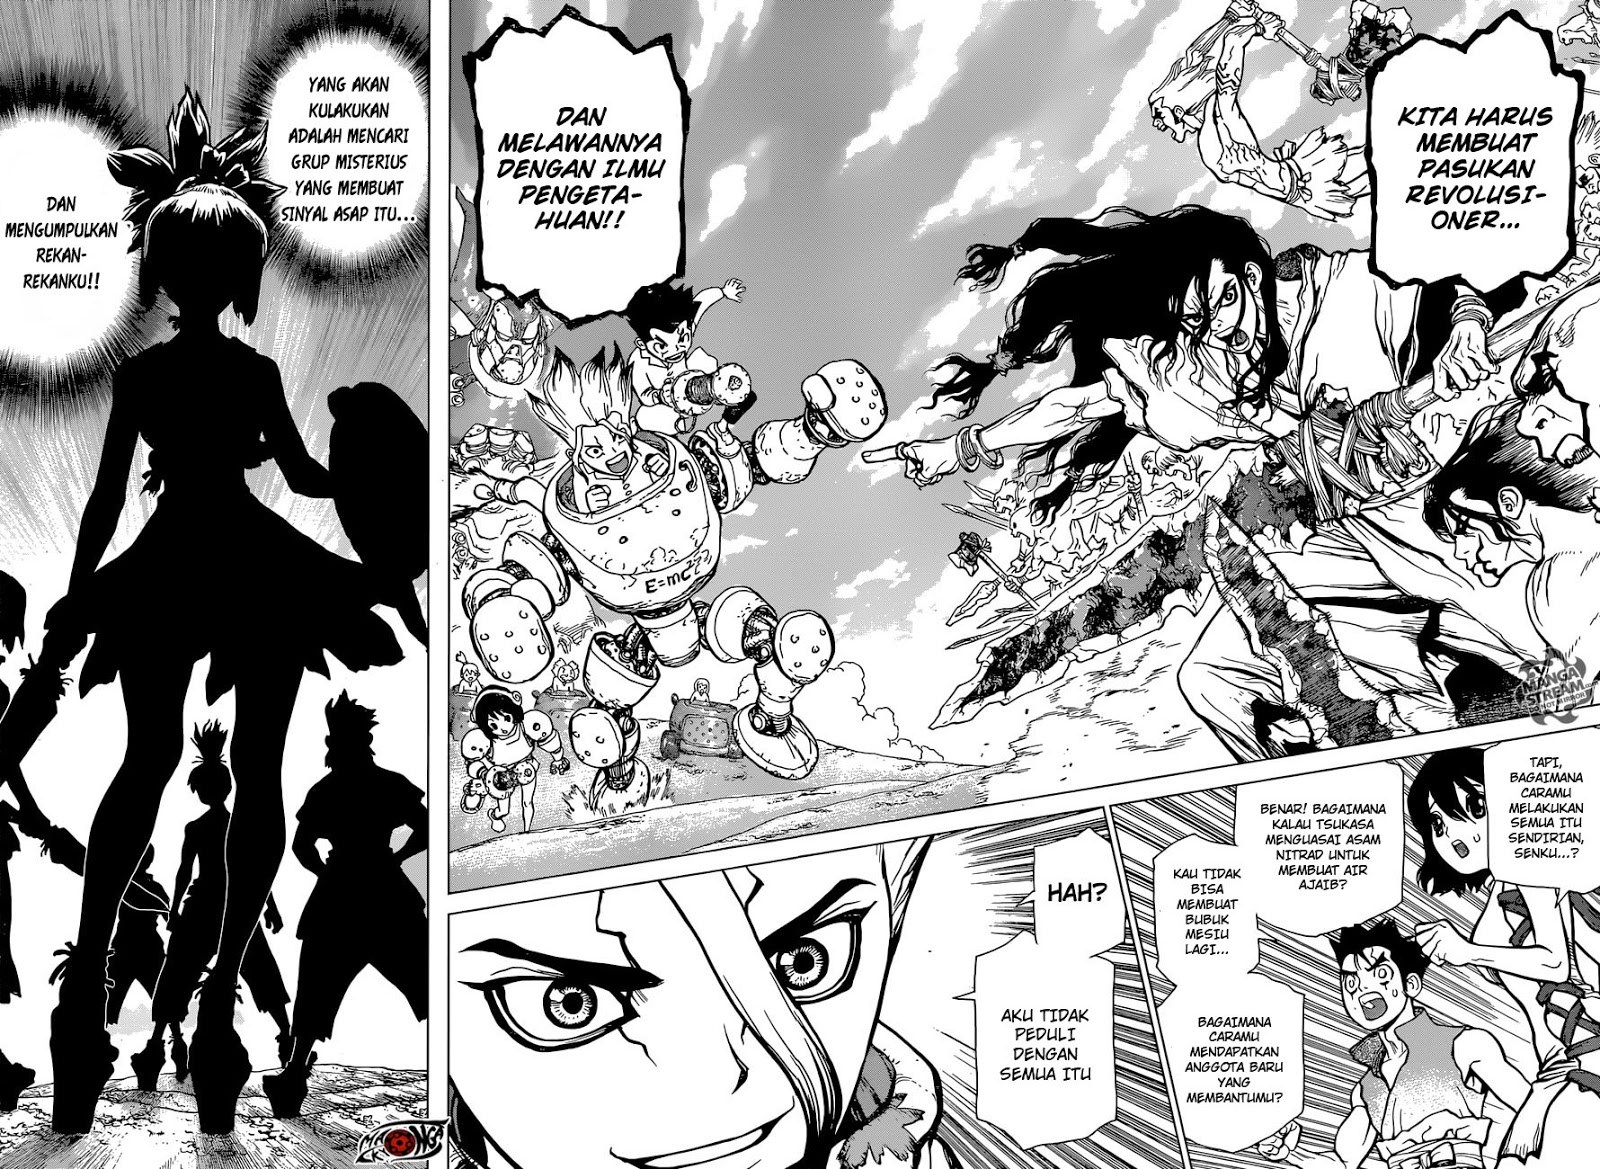 KITA HARUS
MEMBUAT
PASUKAN
REVOLUSI-
ONER...
DAN
MELAWANNYA
DENGAN ILMU
PENGETA-
HUAN!!
E=mc²
TAPI,
BAGAIMANA
CARAMU
MELAKUKAN
SEMUA ITU
SENDIRIAN,
SENKU...?
BENAR! BAGAIMANA
KALAU TSUKASA
MENGUASAI ASAM
NITRAD UNTUK
MEMBUAT AIR
AJAIB?
KAU TIDAK
BISA
MEMBUAT
BUBUK
MESIU
LAGI...
BAGAIMANA
CARAMU
MENDAPATKAN
ANGGOTA BARU
YANG
MEMBANTUMU?
HAH?
AKU TIDAK
PEDULI
DENGAN
SEMUA ITU
YANG AKAN
KULAKUKAN
ADALAH MENCARI
GRUP MISTERIUS
YANG MEMBUAT
SINYAL ASAP ITU...
DAN
MENGUMPULKAN
REKAN-
REKANKU!!
MANGA
STREAM